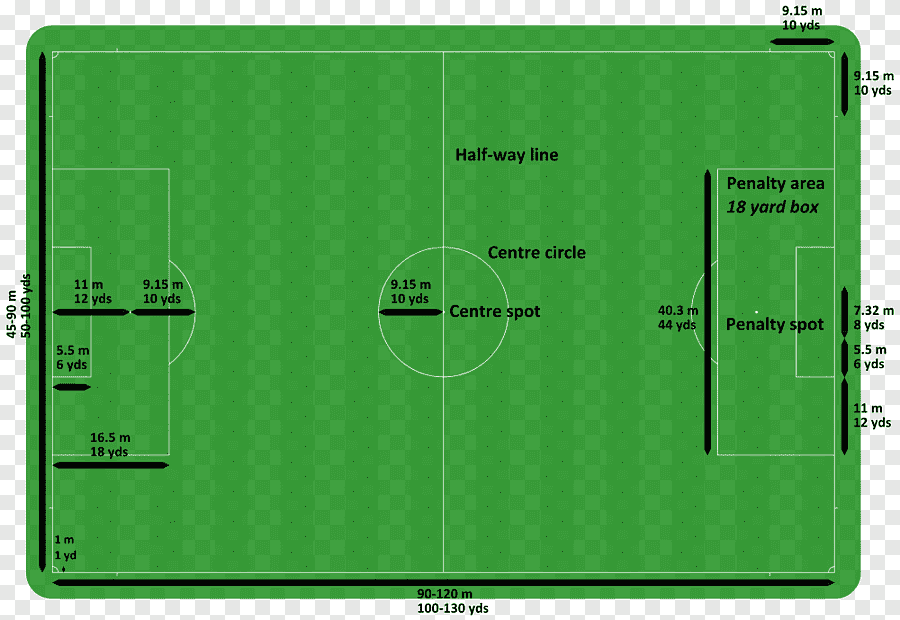 9.15 m
10 yds
9.15 m
10 yds
Half-way line
Penalty area
18 yard box
Centre circle
11 m
12 yds
9.15 m
10 yds
9.15 m
10 yds
Centre spot
40.3 m
44 yds
Penalty spot
7.32 m
8 yds
45-90 m
50-100 yds
5.5 m
6 yds
5.5 m
6 yds
11 m
12 yds
16.5 m
18 yds
1 m
1 yd
90-120 m
100-130 yds